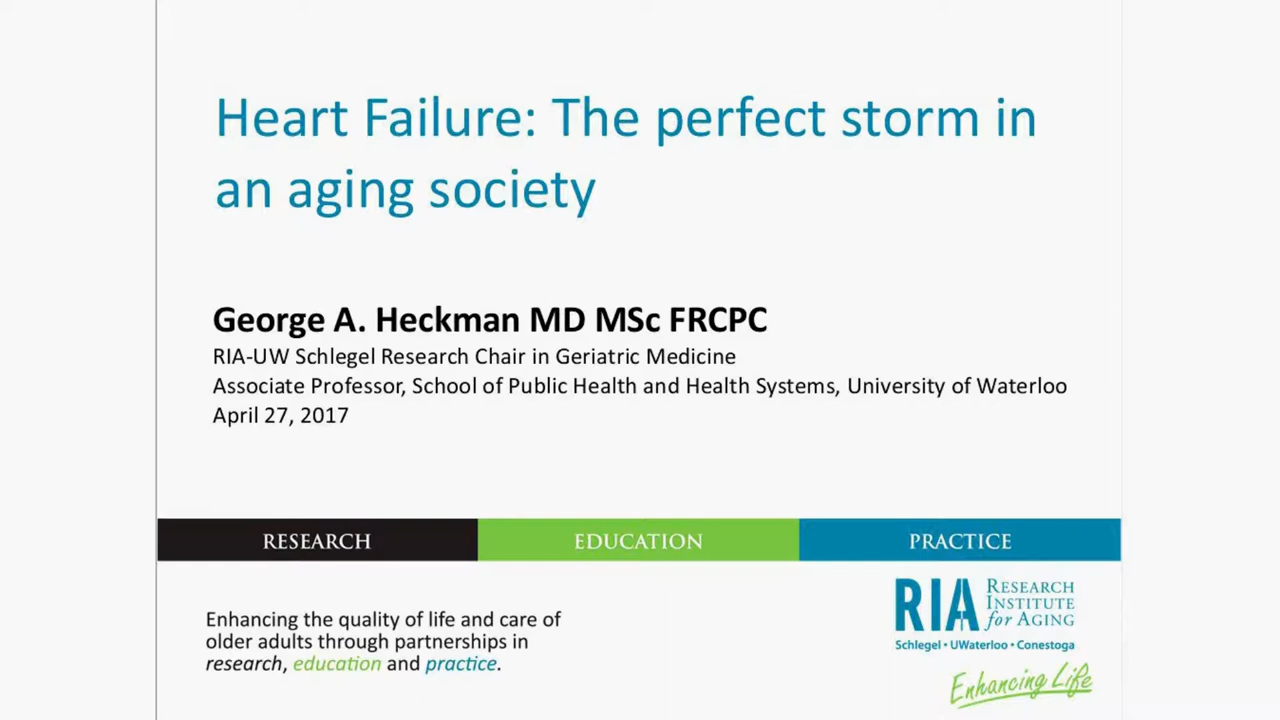 Heart Failure: The perfect storm in
an aging society
George A. Heckman MD MSc FRCPC
RIA-UW Schlegel Research Chair in Geriatric Medicine
Associate Professor, School of Public Health and Health Systems, University of Waterloo
April 27, 2017
RESEARCH
EDUCATION
PRACTICE
Enhancing the quality of life and care of
older adults through partnerships in
research, education and practice.
RIA
RESEARCH
INSTITUTE
for AGING
Schlegel • UWaterloo • Conestoga
Enhancing Life